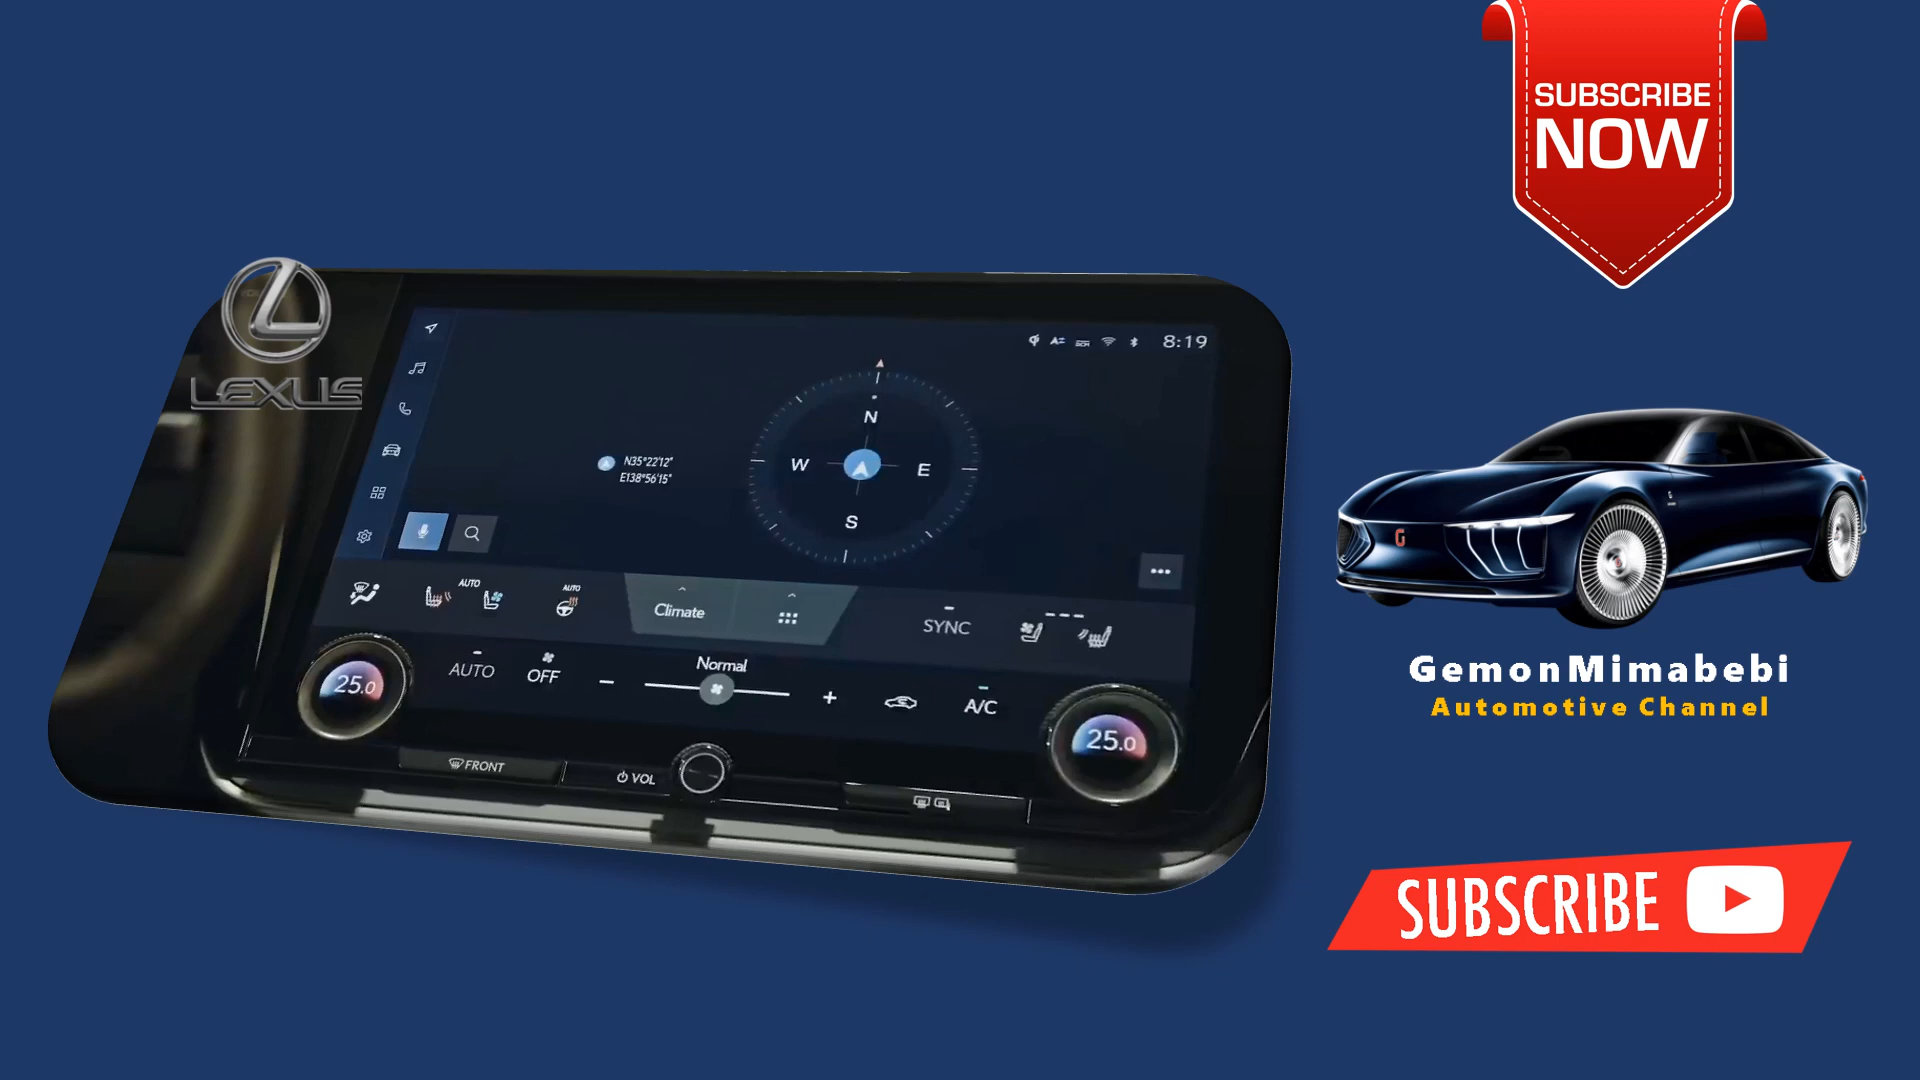 SUBSCRIBE
NOW
LEXUS
8:19
N
W
E
S
N35°22'12"
E138°56'15"
AUTO
AUTO
Climate
SYNC
25.0
AUTO
OFF
Normal
A/C
25.0
FRONT
VOL
G
GemonMimabebi
Automotive Channel
SUBSCRIBE